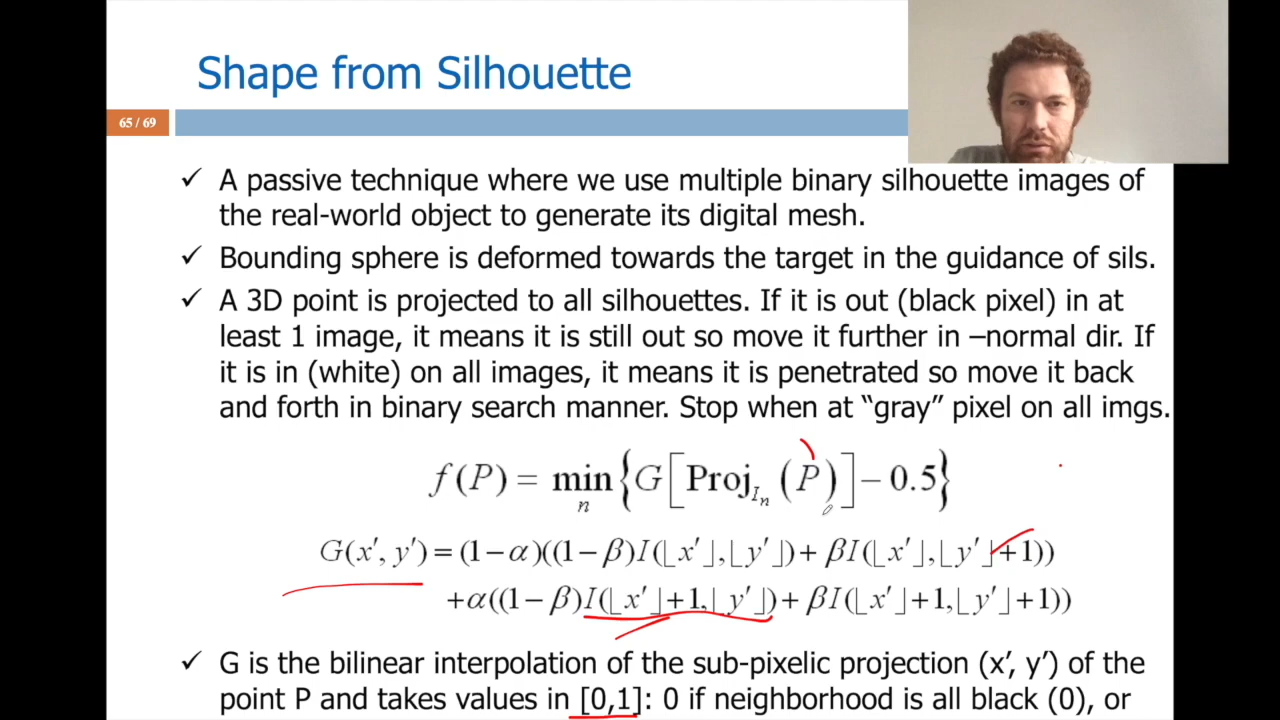 Shape from Silhouette
65 / 69
✓ A passive technique where we use multiple binary silhouette images of
the real-world object to generate its digital mesh.
✓ Bounding sphere is deformed towards the target in the guidance of sils.
✓ A 3D point is projected to all silhouettes. If it is out (black pixel) in at
least 1 image, it means it is still out so move it further in –normal dir. If
it is in (white) on all images, it means it is penetrated so move it back
and forth in binary search manner. Stop when at “gray” pixel on all imgs.
f(P) = min_n {G[Proj_{I_n}(P)] − 0.5}
G(x′, y′) = (1−α)((1−β)I(⌊x′⌋,⌊y′⌋) + βI(⌊x′⌋,⌊y′⌋+1))
+α((1−β)I(⌊x′⌋+1,⌊y′⌋) + βI(⌊x′⌋+1,⌊y′⌋+1))
✓ G is the bilinear interpolation of the sub-pixelic projection (x’, y’) of the
point P and takes values in [0,1]: 0 if neighborhood is all black (0), or